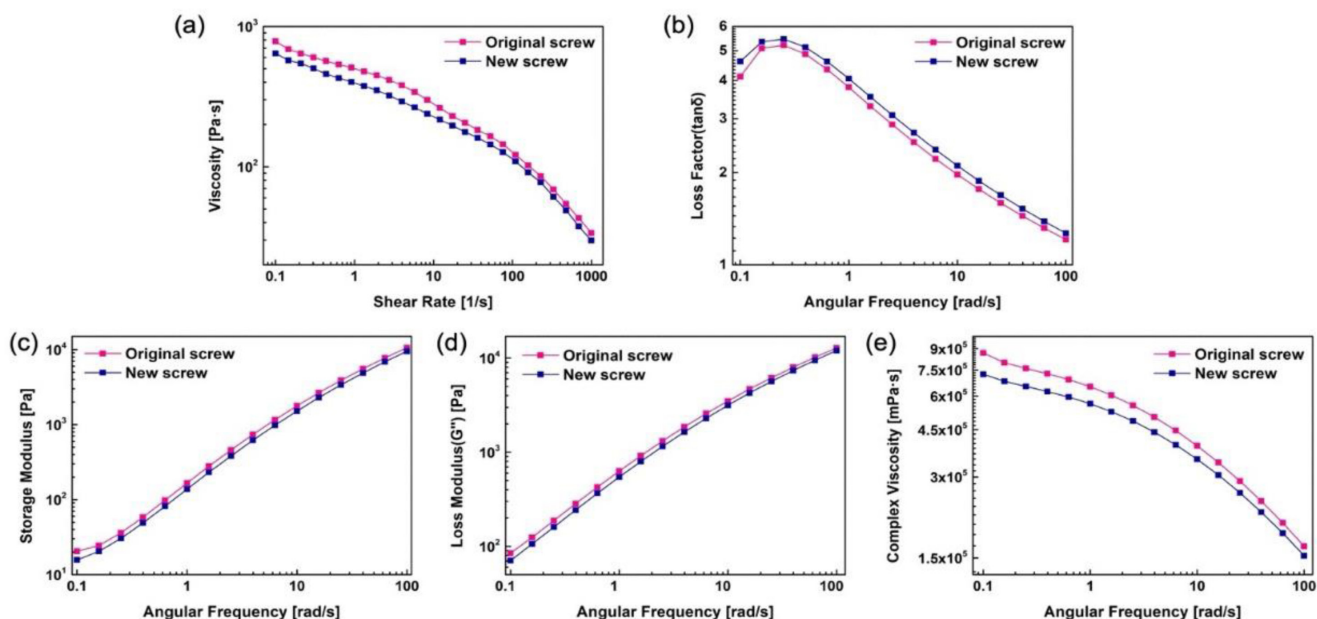 (a)
10³
10²
Viscosity [Pa·s]
Original screw
New screw
0.1 1 10 100 1000
Shear Rate [1/s]
(b)
6
5
4
3
2
1
Loss Factor(tanδ)
Original screw
New screw
0.1 1 10 100
Angular Frequency [rad/s]
(c)
10⁴
10³
10²
10¹
Storage Modulus [Pa]
Original screw
New screw
0.1 1 10 100
Angular Frequency [rad/s]
(d)
10⁴
10³
10²
Loss Modulus(G'') [Pa]
Original screw
New screw
0.1 1 10 100
Angular Frequency [rad/s]
(e)
9x10⁵
7.5x10⁵
6x10⁵
4.5x10⁵
3x10⁵
1.5x10⁵
Complex Viscosity [mPa·s]
Original screw
New screw
0.1 1 10 100
Angular Frequency [rad/s]